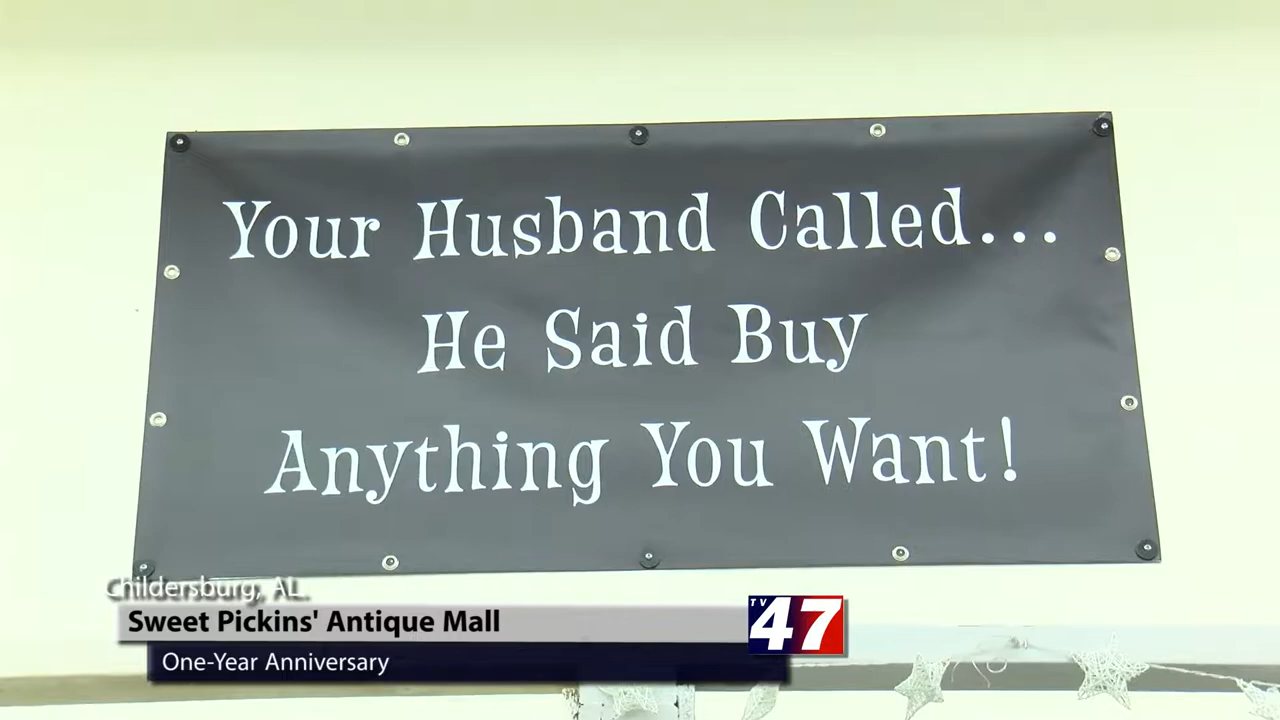 Your Husband Called...
He Said Buy
Anything You Want!
Childersburg, AL.
Sweet Pickins' Antique Mall
TV 47
One-Year Anniversary